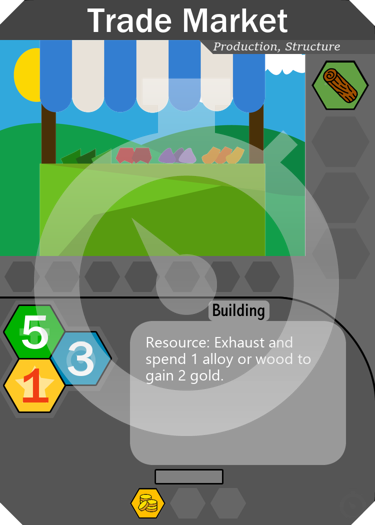 Trade Market
Production, Structure
5
3
1
Building
Resource: Exhaust and
spend 1 alloy or wood to
gain 2 gold.